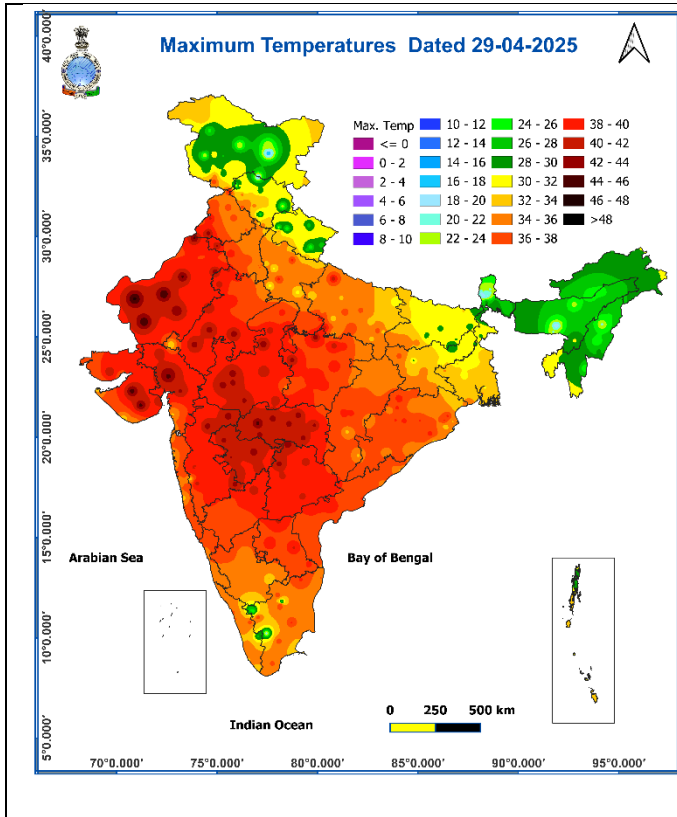 Maximum Temperatures Dated 29-04-2025
Max. Temp
<= 0
0 - 2
2 - 4
4 - 6
6 - 8
8 - 10
10 - 12
12 - 14
14 - 16
16 - 18
18 - 20
20 - 22
22 - 24
24 - 26
26 - 28
28 - 30
30 - 32
32 - 34
34 - 36
36 - 38
38 - 40
40 - 42
42 - 44
44 - 46
46 - 48
>48
40°0.000'
35°0.000'
30°0.000'
25°0.000'
20°0.000'
15°0.000'
10°0.000'
5°0.000'
Arabian Sea
Bay of Bengal
Indian Ocean
0 250 500 km
70°0.000' 75°0.000' 80°0.000' 85°0.000' 90°0.000' 95°0.000'